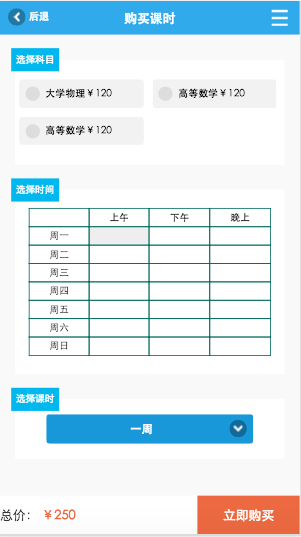 后退 购买课时
选择科目
大学物理￥120 高等数学￥120
高等数学￥120
选择时间
上午 下午 晚上
周一
周二
周三
周四
周五
周六
周日
选择课时
一周
总价: ￥250 立即购买